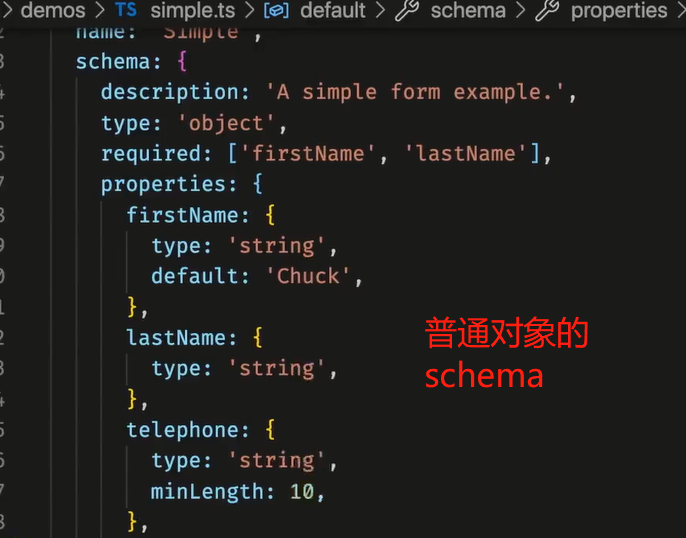 demos > TS simple.ts > default > schema > properties >
name: 'Simple',
schema: {
description: 'A simple form example.',
type: 'object',
required: ['firstName', 'lastName'],
properties: {
firstName: {
type: 'string',
default: 'Chuck',
},
lastName: {
type: 'string',
},
telephone: {
type: 'string',
minLength: 10,
},
普通对象的
schema